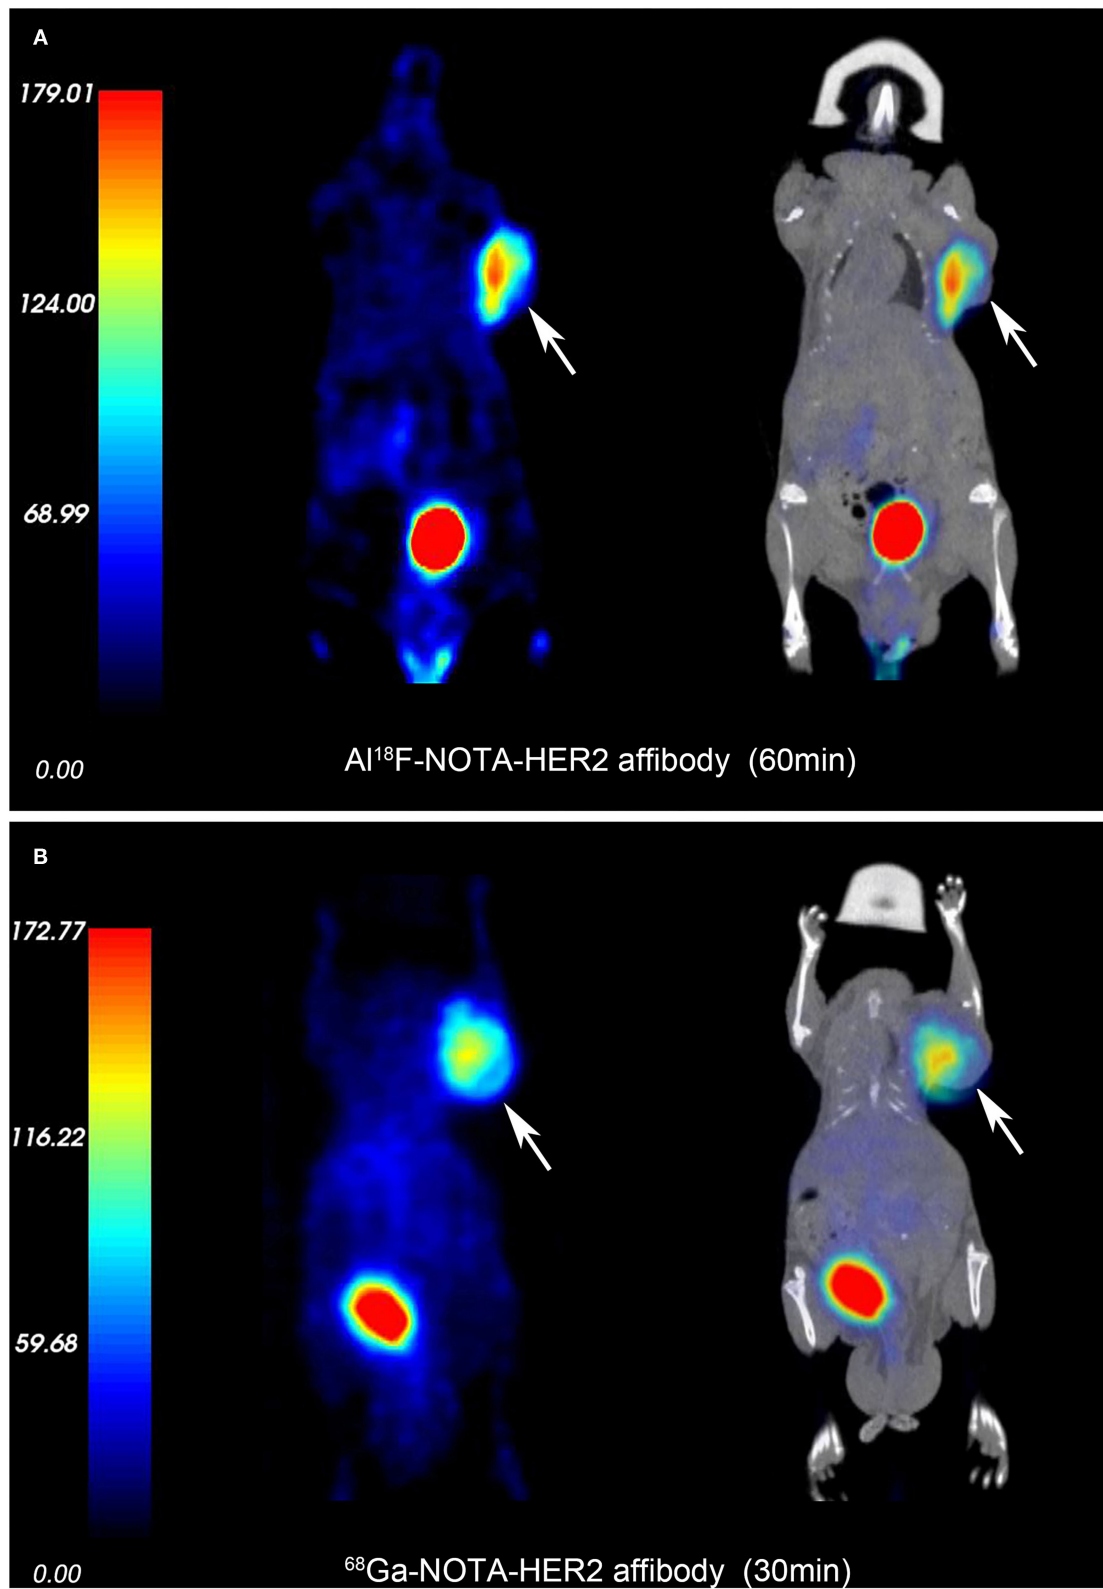 A
179.01
124.00
68.99
0.00
Al¹⁸F-NOTA-HER2 affibody (60min)
B
172.77
116.22
59.68
0.00
⁶⁸Ga-NOTA-HER2 affibody (30min)